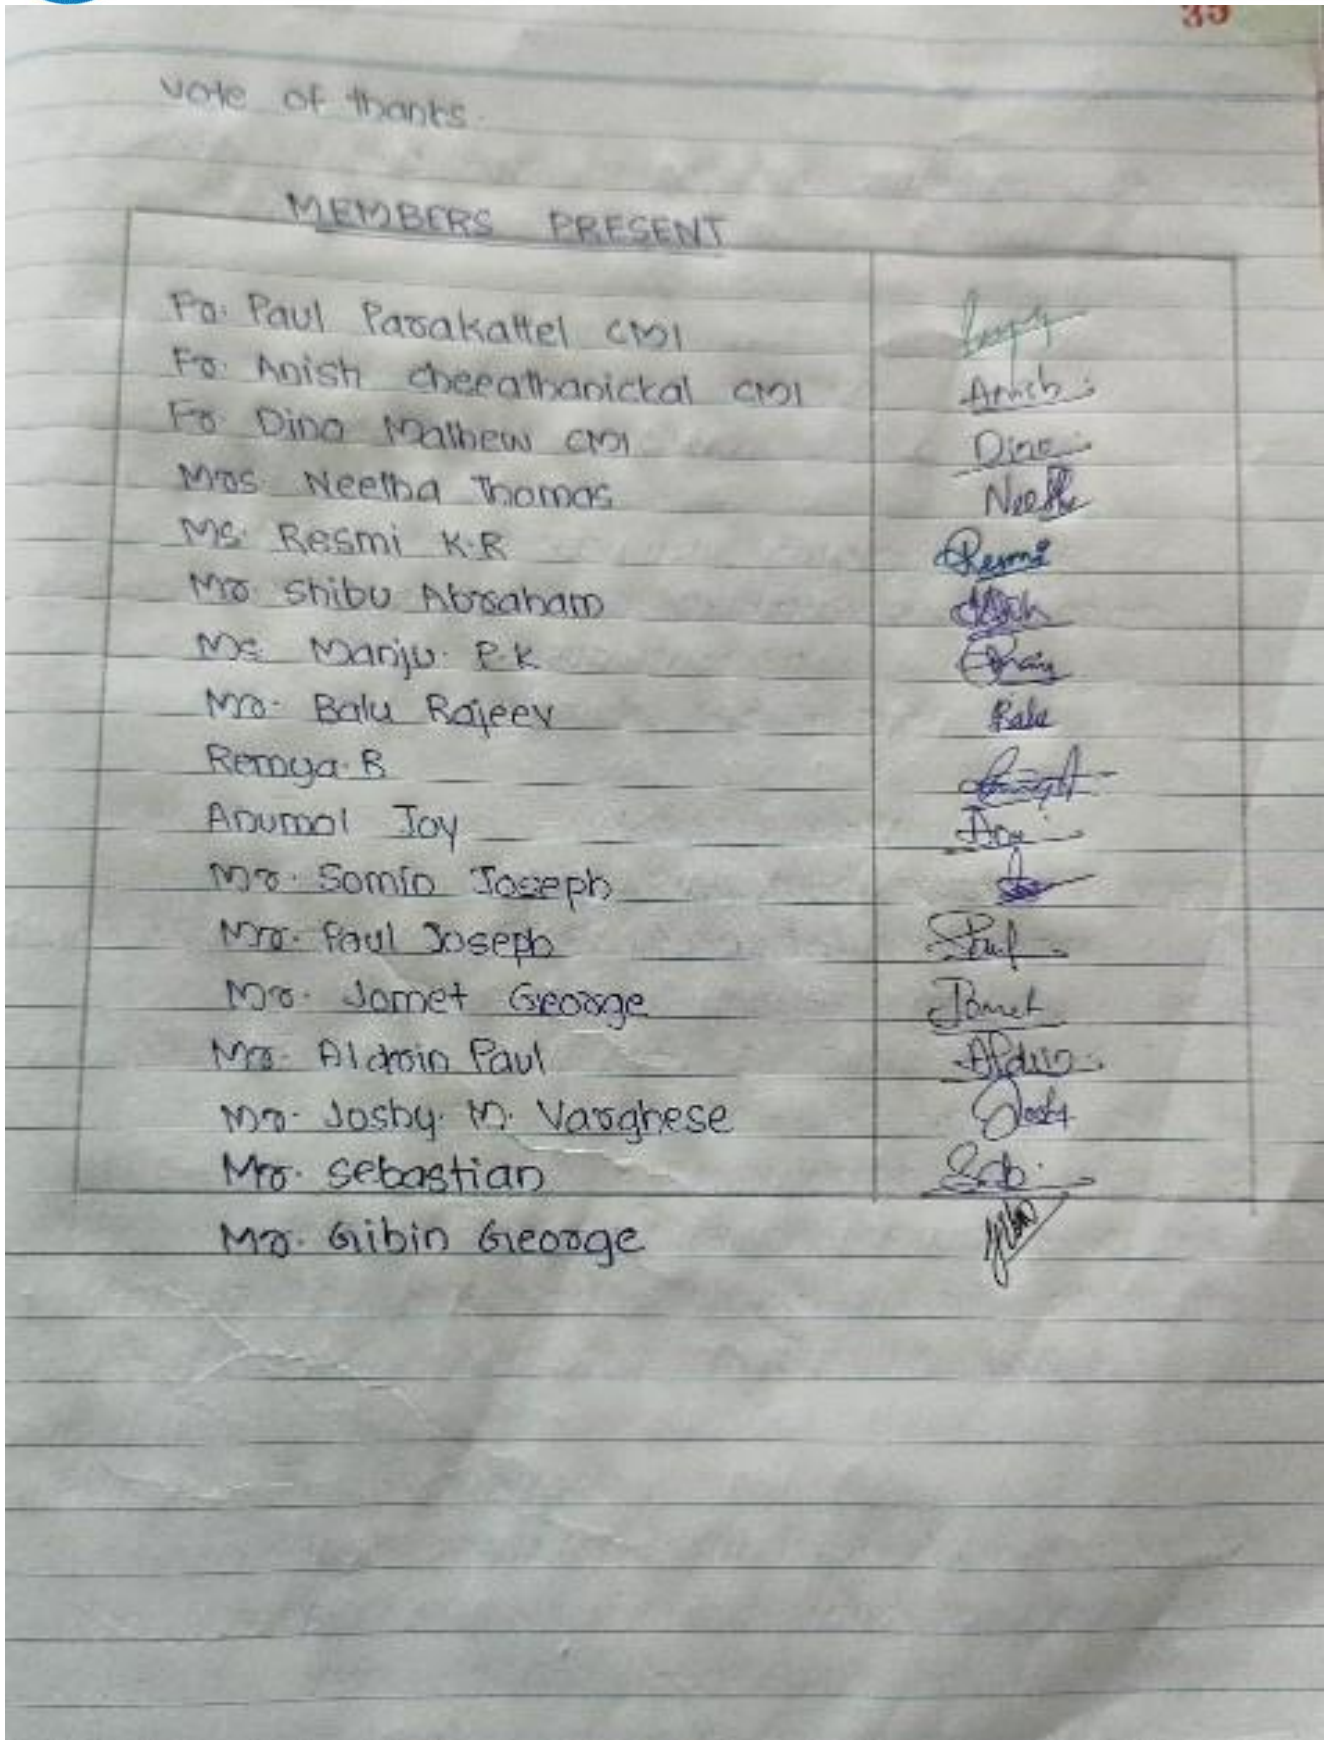 35
vote of thanks.
MEMBERS PRESENT
Fr. Paul Parakattel CMI
Fr. Anish cheerathanickal CMI Anish
Fr. Dino Mathew CMI Dino
Mrs Neetha Thomas Neetha
Ms. Resmi K.R Resmi
Mr. Shibu Abraham
Ms. Manju. P.K
Mr. Balu Rajeev Balu
Remya. R
Anumol Joy Anu
Mr. Somin Joseph
Mr. Paul Joseph Paul
Mr. Jomet George Jomet
Mr. Aldrin Paul Aldrin
Mr. Josby. M. Varghese Josby
Mr. Sebastian Seb
Mr. Gibin George